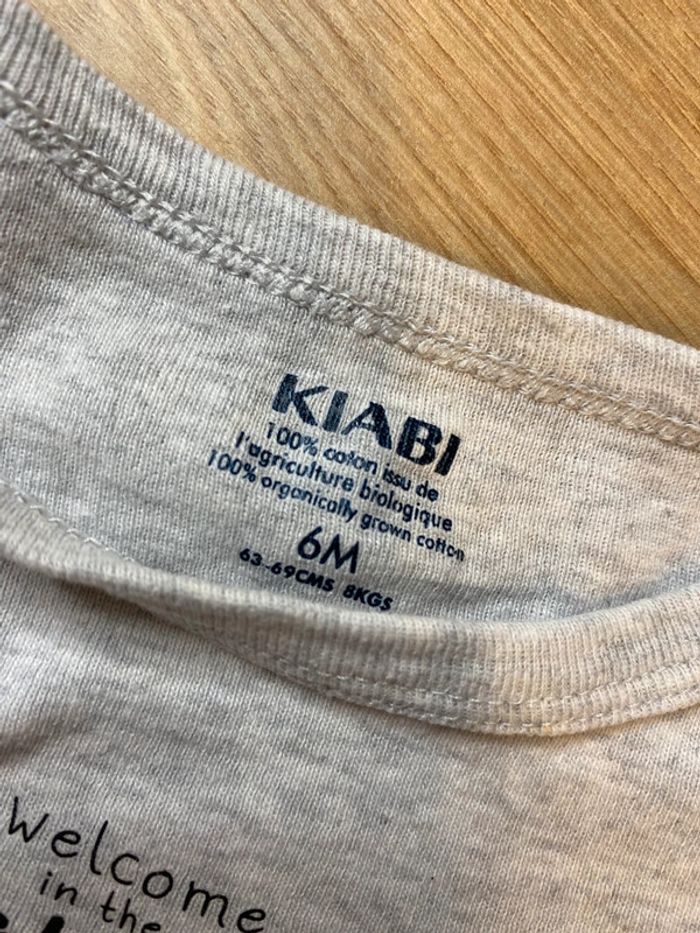 KIABI
100% coton issu de
l'agriculture biologique
100% organically grown cotton
6M
63-69CMS 8KGS
Welcome
in the